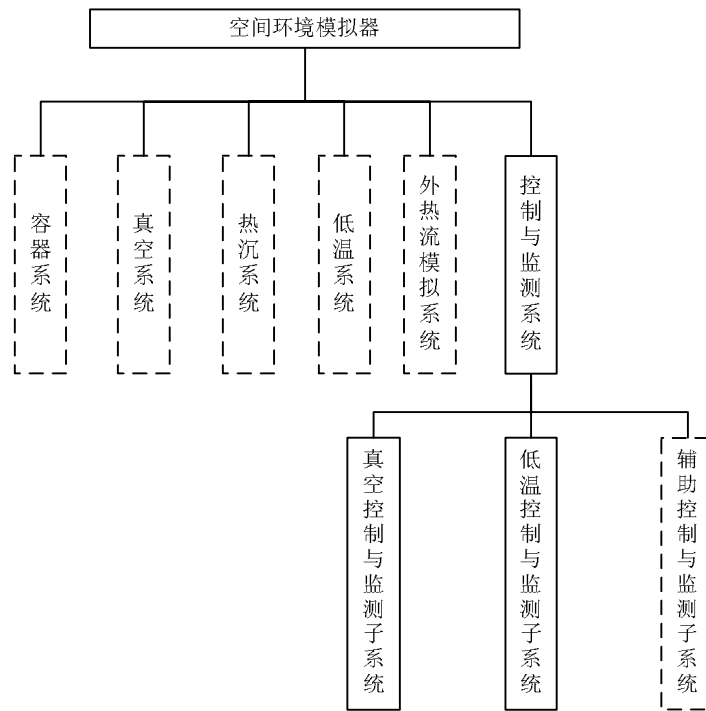 空间环境模拟器
容器系统
真空系统
热沉系统
低温系统
外热流模拟系统
控制与监测系统
真空控制与监测子系统
低温控制与监测子系统
辅助控制与监测子系统